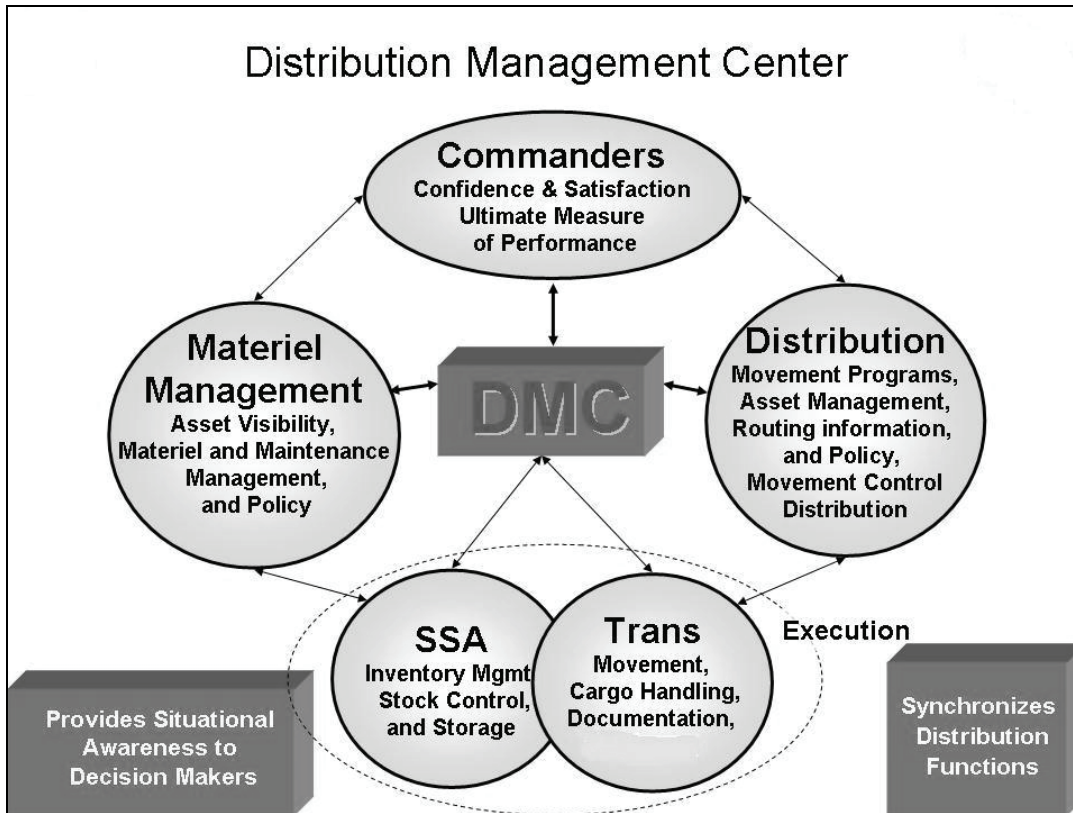 Distribution Management Center
Commanders
Confidence & Satisfaction
Ultimate Measure
of Performance
Materiel
Management
Asset Visibility,
Materiel and Maintenance
Management,
and Policy
DMC
Distribution
Movement Programs,
Asset Management,
Routing information,
and Policy,
Movement Control
Distribution
SSA
Inventory Mgmt
Stock Control,
and Storage
Trans
Movement,
Cargo Handling,
Documentation,
Execution
Provides Situational
Awareness to
Decision Makers
Synchronizes
Distribution
Functions